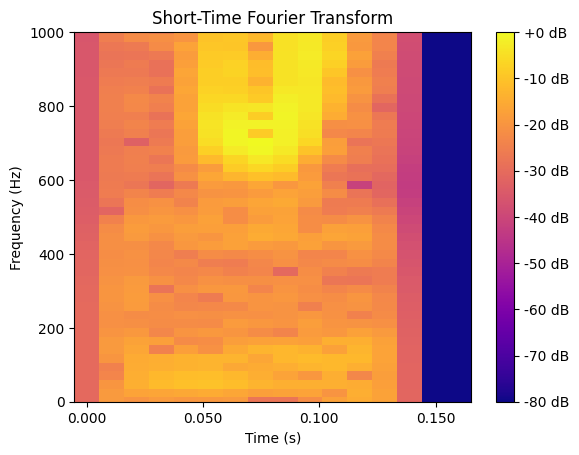 Short-Time Fourier Transform
1000
800
600
400
200
0
Frequency (Hz)
0.000
0.050
0.100
0.150
Time (s)
+0 dB
-10 dB
-20 dB
-30 dB
-40 dB
-50 dB
-60 dB
-70 dB
-80 dB